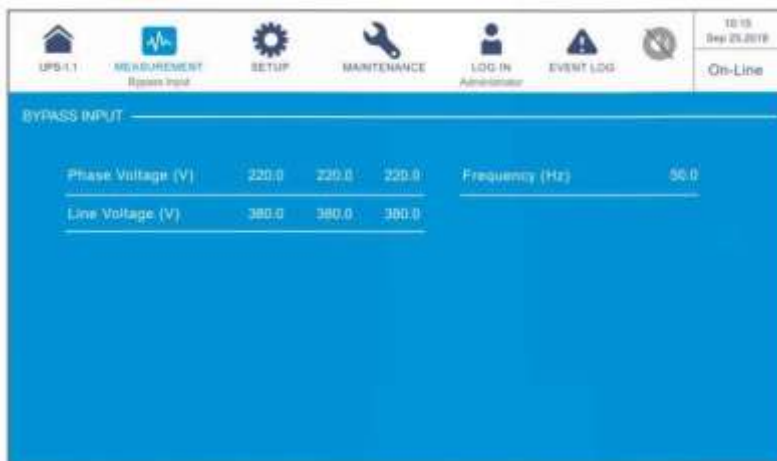 10:15
Sep 25,2019
UPS-1.1 MEASUREMENT SETUP MAINTENANCE LOG IN EVENT LOG
Bypass Input Administrator
On-Line
BYPASS INPUT
Phase Voltage (V) 220.0 220.0 220.0 Frequency (Hz) 50.0
Line Voltage (V) 380.0 380.0 380.0